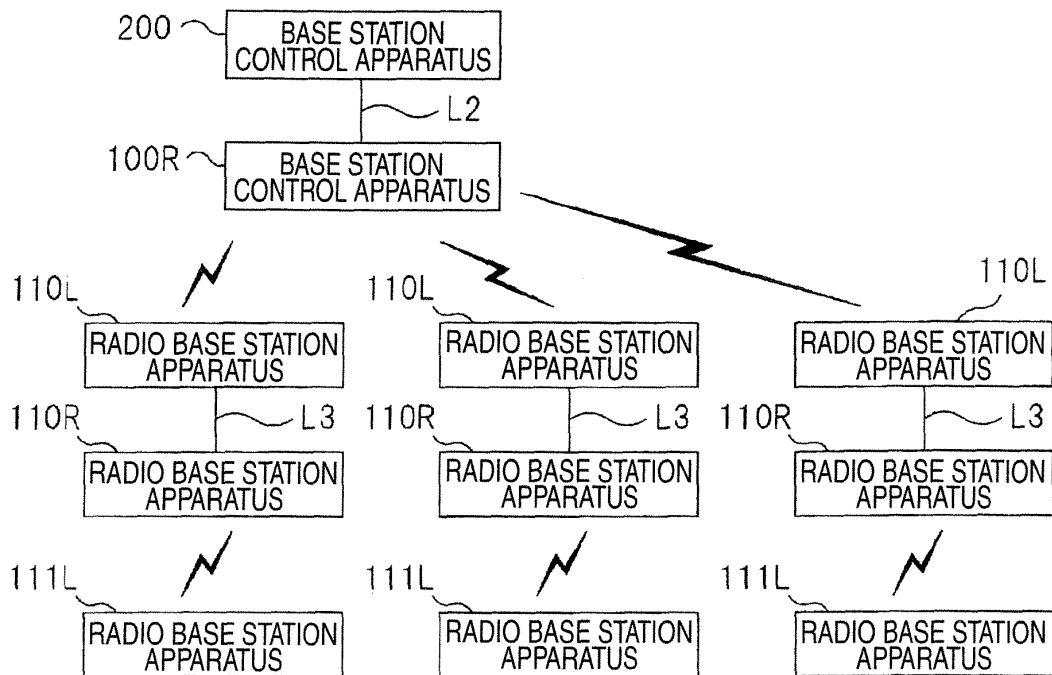 200
BASE STATION
CONTROL APPARATUS
L2
100R
BASE STATION
CONTROL APPARATUS
110L
110L
110L
RADIO BASE STATION
APPARATUS
RADIO BASE STATION
APPARATUS
RADIO BASE STATION
APPARATUS
110R
L3
110R
L3
110R
L3
RADIO BASE STATION
APPARATUS
RADIO BASE STATION
APPARATUS
RADIO BASE STATION
APPARATUS
111L
111L
111L
RADIO BASE STATION
APPARATUS
RADIO BASE STATION
APPARATUS
RADIO BASE STATION
APPARATUS